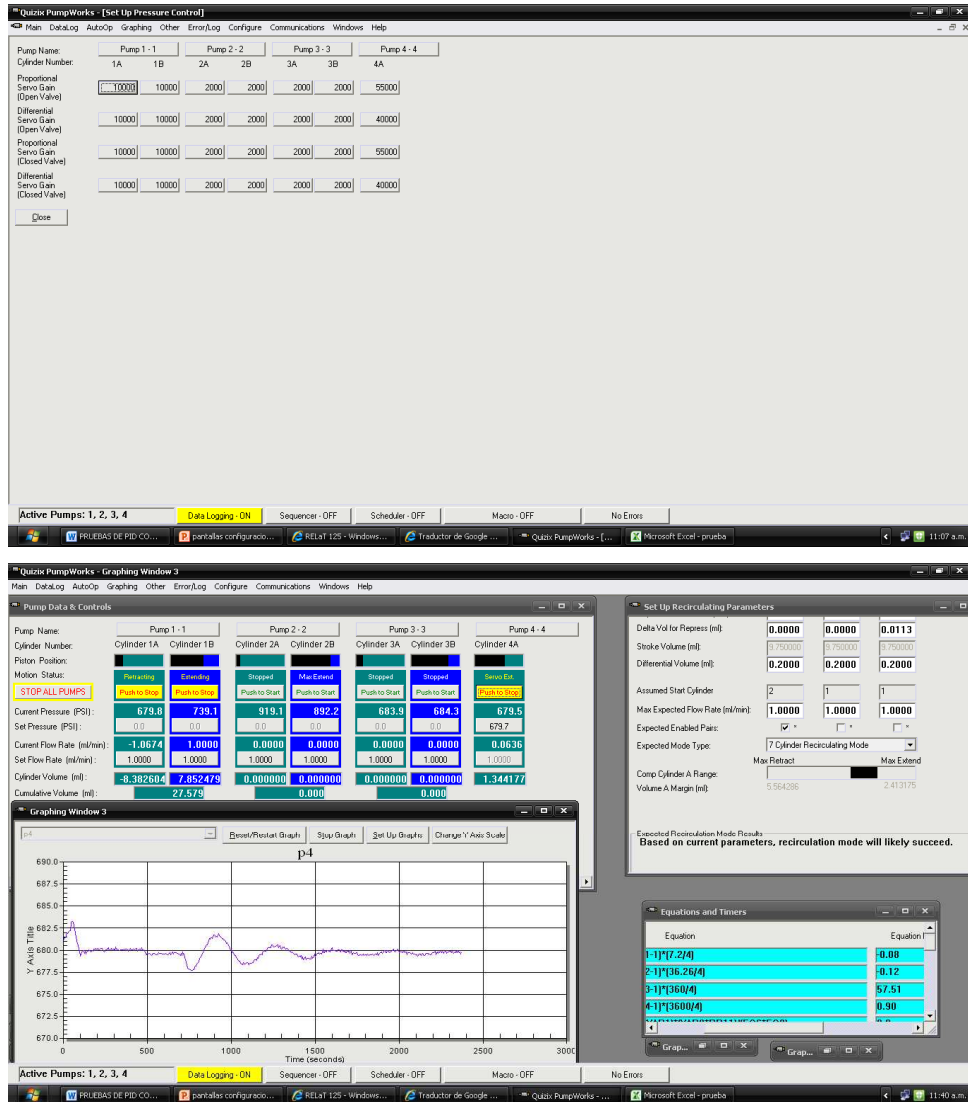 Quizix PumpWorks - [Set Up Pressure Control]
Main DataLog AutoOp Graphing Other Error/Log Configure Communications Windows Help
Pump Name: Pump 1 - 1 Pump 2 - 2 Pump 3 - 3 Pump 4 - 4
Cylinder Number: 1A 1B 2A 2B 3A 3B 4A
Proportional
Servo Gain 10000 10000 2000 2000 2000 2000 55000
(Open Valve)
Differential
Servo Gain 10000 10000 2000 2000 2000 2000 40000
(Open Valve)
Proportional
Servo Gain 10000 10000 2000 2000 2000 2000 55000
(Closed Valve)
Differential
Servo Gain 10000 10000 2000 2000 2000 2000 40000
(Closed Valve)
Close
Active Pumps: 1, 2, 3, 4 Data Logging - ON Sequencer - OFF Scheduler - OFF Macro - OFF No Errors
PRUEBAS DE PID CO... pantallas configuracio... RELaT 125 - Windows... Traductor de Google ... Quizix PumpWorks - [... Microsoft Excel - prueba 11:07 a.m.
Quizix PumpWorks - Graphing Window 3
Main DataLog AutoOp Graphing Other Error/Log Configure Communications Windows Help
Pump Data & Controls
Pump Name: Pump 1 - 1 Pump 2 - 2 Pump 3 - 3 Pump 4 - 4
Cylinder Number: Cylinder 1A Cylinder 1B Cylinder 2A Cylinder 2B Cylinder 3A Cylinder 3B Cylinder 4A
Piston Position:
Motion Status: Retracting Extending Stopped Max Extend Stopped Stopped Servo Ext.
STOP ALL PUMPS Push to Stop Push to Stop Push to Start Push to Start Push to Start Push to Start Push to Stop
Current Pressure (PSI) : 679.8 739.1 919.1 892.2 683.9 684.3 679.5
Set Pressure (PSI) : 0.0 0.0 0.0 0.0 0.0 0.0 679.7
Current Flow Rate (ml/min) : -1.0674 1.0000 0.0000 0.0000 0.0000 0.0000 0.0636
Set Flow Rate (ml/min) : 1.0000 1.0000 1.0000 1.0000 1.0000 1.0000 1.0000
Cylinder Volume (ml) : -8.382604 7.852479 0.000000 0.000000 0.000000 0.000000 1.344177
Cumulative Volume (ml) : 27.579 0.000 0.000
Graphing Window 3
p4 Reset/Restart Graph Stop Graph Set Up Graphs Change 'Y' Axis Scale
p4
690.0
687.5
685.0
682.5
680.0
677.5
675.0
672.5
670.0
Y Axis Title
0 500 1000 1500 2000 2500 3000
Time (seconds)
Set Up Recirculating Parameters
Delta Vol for Repress (ml): 0.0000 0.0000 0.0113
Stroke Volume (ml): 9.750000 9.750000 9.750000
Differential Volume (ml): 0.2000 0.2000 0.2000
Assumed Start Cylinder 2 1 1
Max Expected Flow Rate (ml/min): 1.0000 1.0000 1.0000
Expected Enabled Pairs: * * *
Expected Mode Type: 7 Cylinder Recirculating Mode
Max Retract Max Extend
Comp Cylinder A Range:
Volume A Margin (ml): 5.564286 2.413175
Expected Recirculation Mode Results
Based on current parameters, recirculation mode will likely succeed.
Equations and Timers
Equation Equation
1-1)*(7.2/4) -0.08
2-1)*(36.26/4) -0.12
3-1)*(360/4) 57.51
4-1)*(3600/4) 0.90
Grap... Grap...
Active Pumps: 1, 2, 3, 4 Data Logging - ON Sequencer - OFF Scheduler - OFF Macro - OFF No Errors
PRUEBAS DE PID CO... pantallas configuracio... RELaT 125 - Windows... Traductor de Google ... Quizix PumpWorks - ... Microsoft Excel - prueba 11:40 a.m.